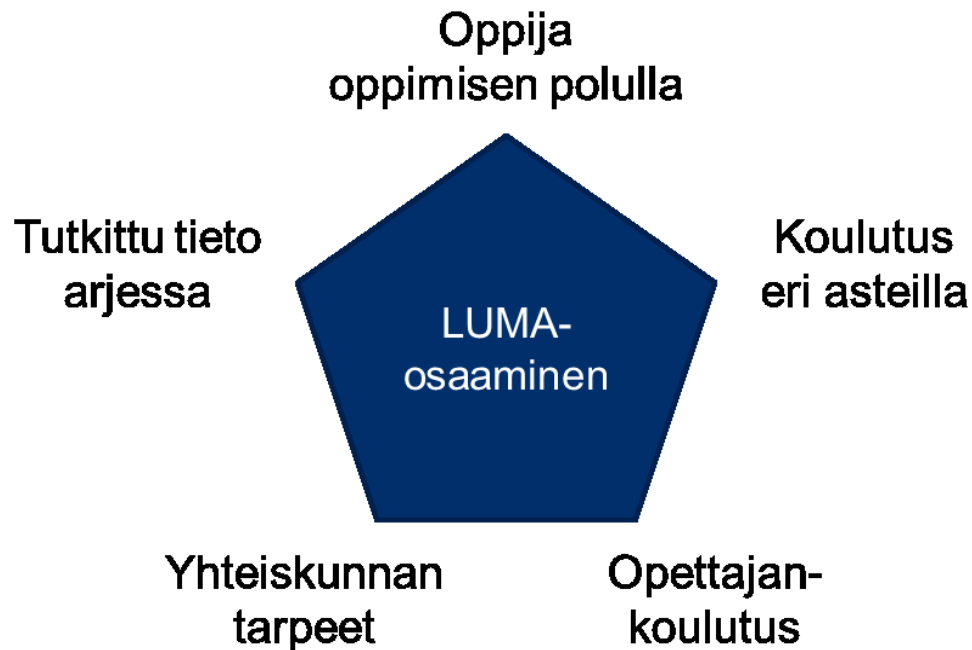 Oppija
oppimisen polulla
Tutkittu tieto
arjessa
Koulutus
eri asteilla
LUMA-
osaaminen
Yhteiskunnan
tarpeet
Opettajan-
koulutus